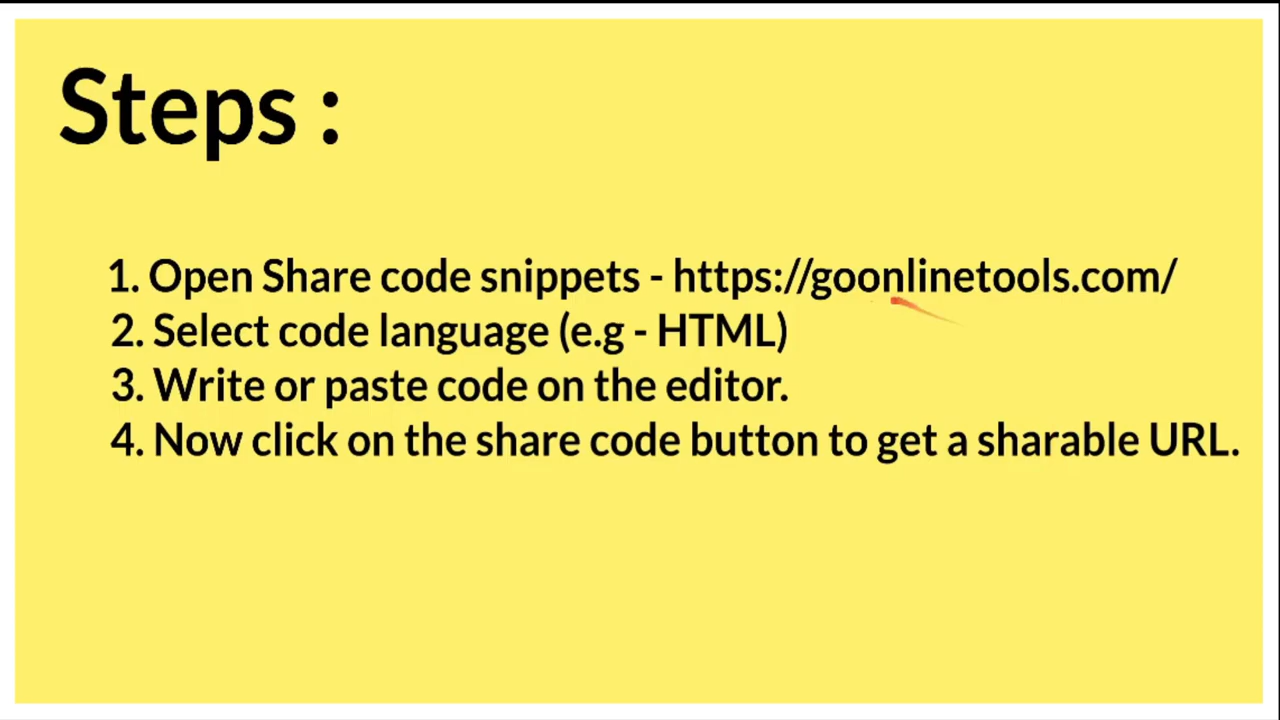 Steps :
1. Open Share code snippets - https://goonlinetools.com/
2. Select code language (e.g - HTML)
3. Write or paste code on the editor.
4. Now click on the share code button to get a sharable URL.